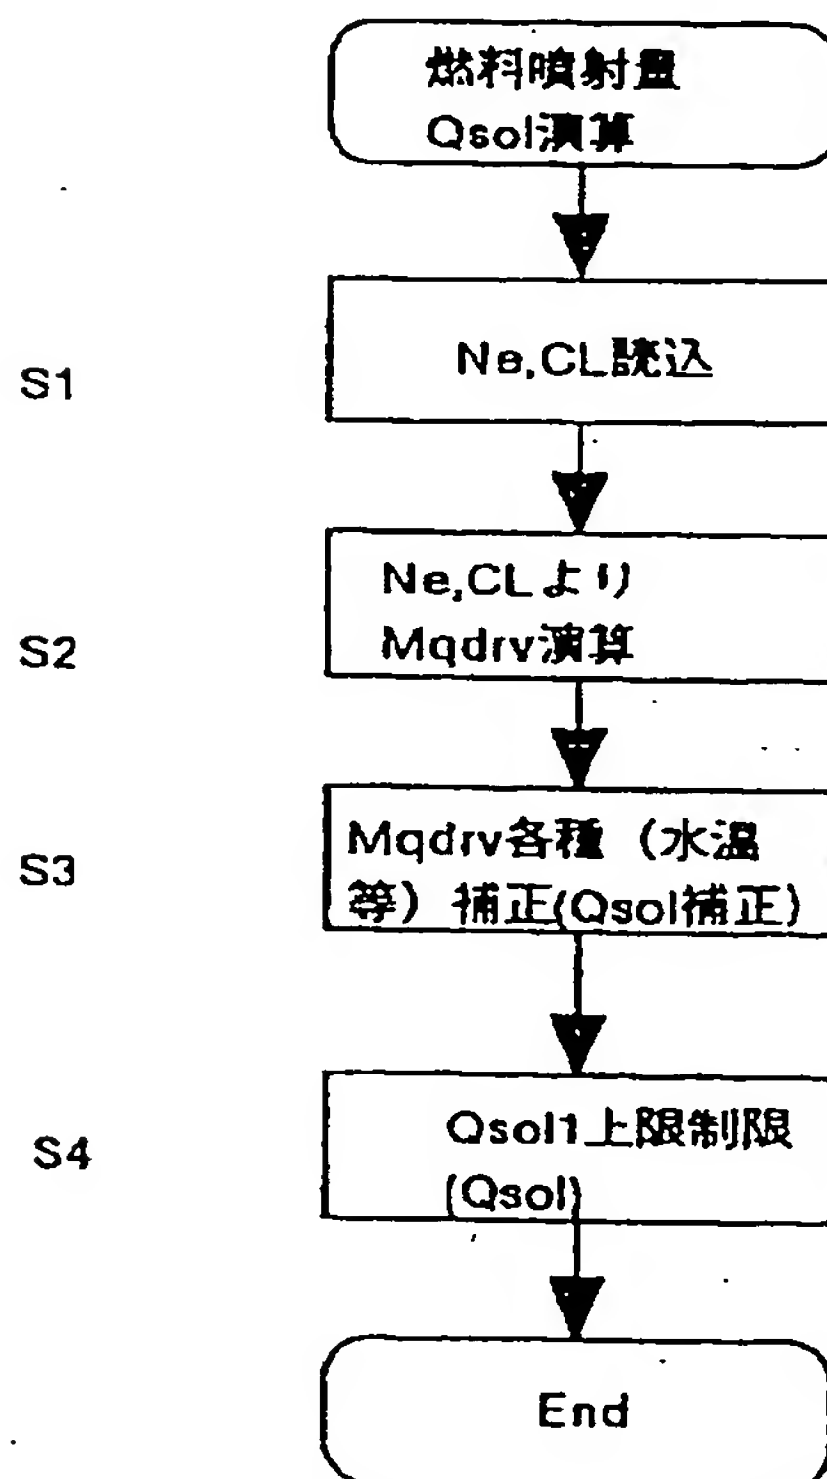 燃料噴射量
Qsol演算
S1
Ne,CL読込
S2
Ne,CLより
Mqdrv演算
S3
Mqdrv各種（水温
等）補正(Qsol補正)
S4
Qsol1上限制限
(Qsol)
End